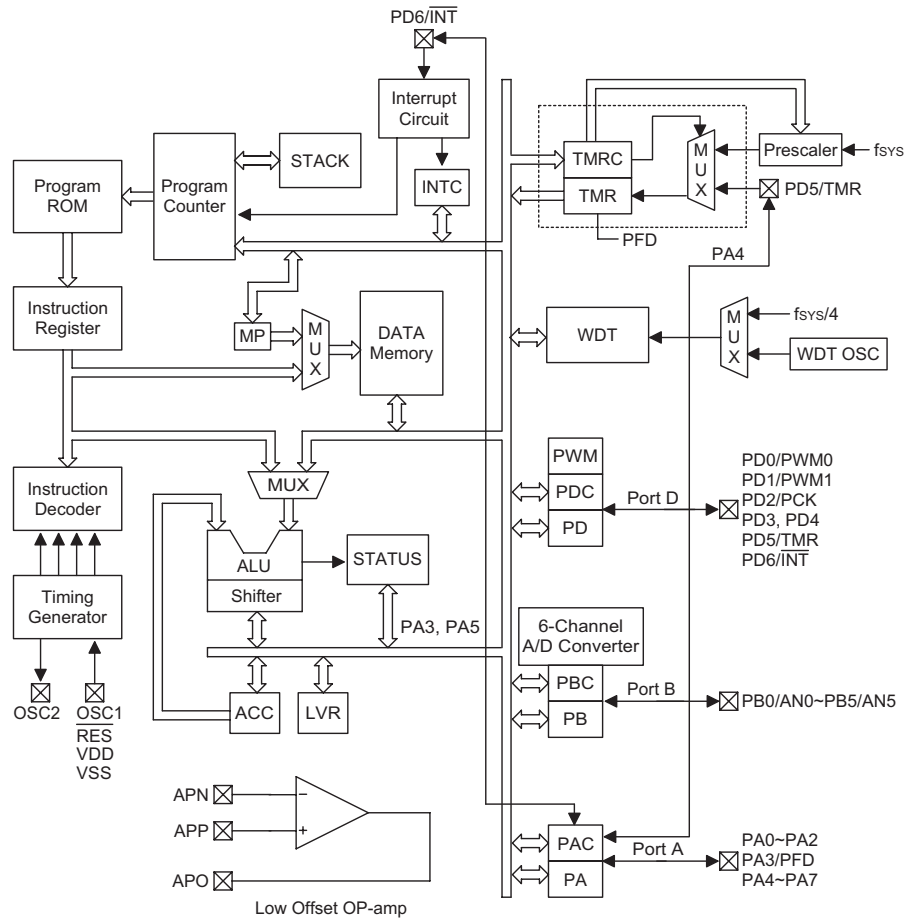 PD6/INT
Interrupt
Circuit
STACK
INTC
Program
ROM
Program
Counter
Instruction
Register
MP
MUX
DATA
Memory
TMRC
TMR
MUX
Prescaler
fSYS
PD5/TMR
PFD
PA4
WDT
MUX
fSYS/4
WDT OSC
Instruction
Decoder
MUX
ALU
Shifter
STATUS
PA3, PA5
Timing
Generator
OSC2
OSC1
RES
VDD
VSS
ACC
LVR
PWM
PDC
PD
Port D
PD0/PWM0
PD1/PWM1
PD2/PCK
PD3, PD4
PD5/TMR
PD6/INT
6-Channel
A/D Converter
PBC
PB
Port B
PB0/AN0~PB5/AN5
APN
APP
APO
−
+
Low Offset OP-amp
PAC
PA
Port A
PA0~PA2
PA3/PFD
PA4~PA7